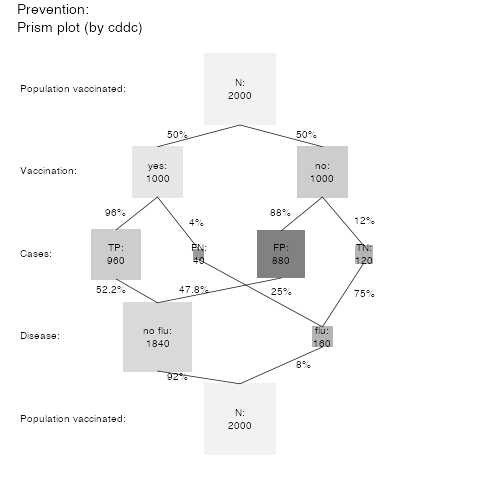 Prevention:
Prism plot (by cddc)
Population vaccinated:
N:
2000
50%
50%
Vaccination:
yes:
1000
no:
1000
96%
4%
88%
12%
Cases:
TP:
960
FN:
40
FP:
880
TN:
120
52.2%
47.8%
25%
75%
Disease:
no flu:
1840
flu:
160
92%
8%
Population vaccinated:
N:
2000